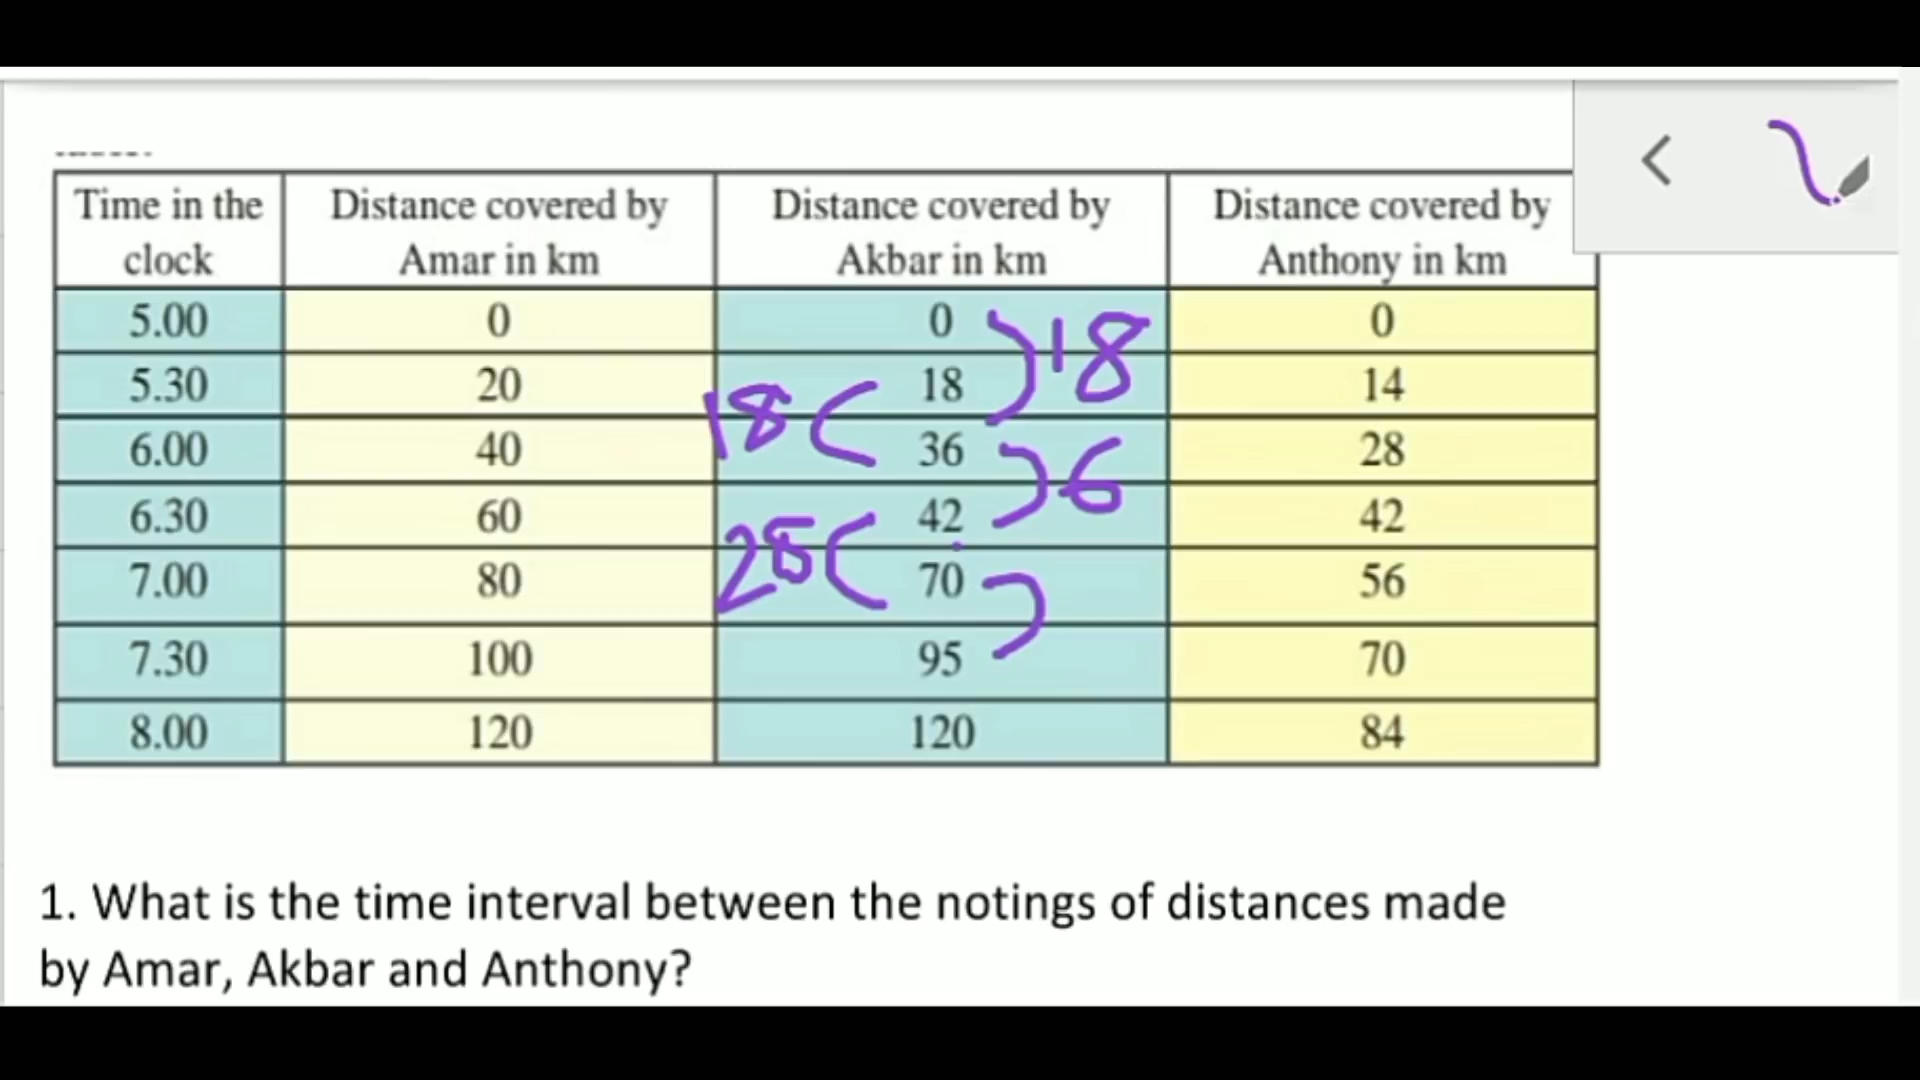 Time in the clock Distance covered by Amar in km Distance covered by Akbar in km Distance covered by Anthony in km
5.00 0 0 0
18
5.30 20 18 14
18
6.00 40 36 28
6
6.30 60 42 42
28
7.00 80 70 56
7.30 100 95 70
8.00 120 120 84
1. What is the time interval between the notings of distances made
by Amar, Akbar and Anthony?